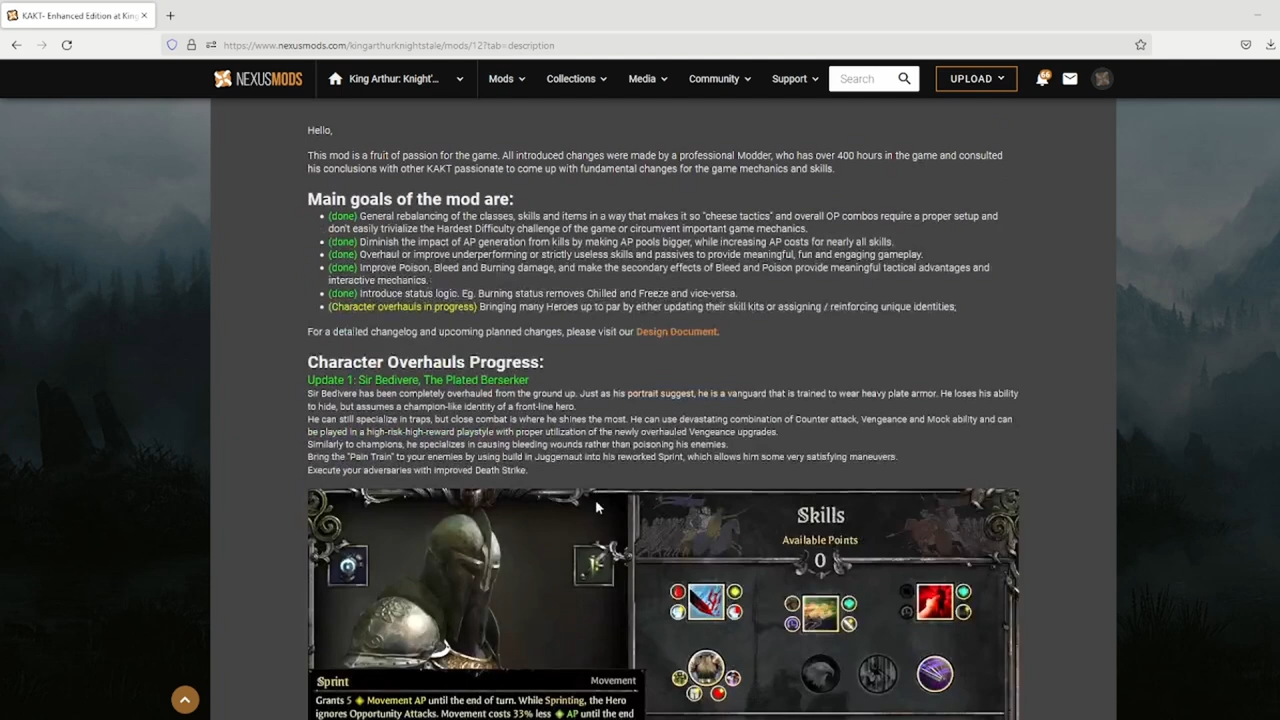 KAKT- Enhanced Edition at King
https://www.nexusmods.com/kingarthurknightstale/mods/12?tab=description
NEXUSMODS
King Arthur: Knight'...
Mods
Collections
Media
Community
Support
Search
UPLOAD
Hello,
This mod is a fruit of passion for the game. All introduced changes were made by a professional Modder, who has over 400 hours in the game and consulted
his conclusions with other KAKT passionate to come up with fundamental changes for the game mechanics and skills.
Main goals of the mod are:
(done) General rebalancing of the classes, skills and items in a way that makes it so "cheese tactics" and overall OP combos require a proper setup and
don't easily trivialize the Hardest Difficulty challenge of the game or circumvent important game mechanics.
(done) Diminish the impact of AP generation from kills by making AP pools bigger, while increasing AP costs for nearly all skills.
(done) Overhaul or improve underperforming or strictly useless skills and passives to provide meaningful, fun and engaging gameplay.
(done) Improve Poison, Bleed and Burning damage, and make the secondary effects of Bleed and Poison provide meaningful tactical advantages and
interactive mechanics.
(done) Introduce status logic. Eg. Burning status removes Chilled and Freeze and vice-versa.
(Character overhauls in progress) Bringing many Heroes up to par by either updating their skill kits or assigning / reinforcing unique identities;
For a detailed changelog and upcoming planned changes, please visit our Design Document.
Character Overhauls Progress:
Update 1: Sir Bedivere, The Plated Berserker
Sir Bedivere has been completely overhauled from the ground up. Just as his portrait suggest, he is a vanguard that is trained to wear heavy plate armor. He loses his ability
to hide, but assumes a champion-like identity of a front-line hero.
He can still specialize in traps, but close combat is where he shines the most. He can use devastating combination of Counter attack, Vengeance and Mock ability and can
be played in a high-risk-high-reward playstyle with proper utilization of the newly overhauled Vengeance upgrades.
Similarly to champions, he specializes in causing bleeding wounds rather than poisoning his enemies.
Bring the "Pain Train" to your enemies by using build in Juggernaut into his reworked Sprint, which allows him some very satisfying maneuvers.
Execute your adversaries with improved Death Strike.
Skills
Available Points
0
Sprint
Movement
Grants 5 Movement AP until the end of turn. While Sprinting, the Hero
ignores Opportunity Attacks. Movement costs 33% less AP until the end